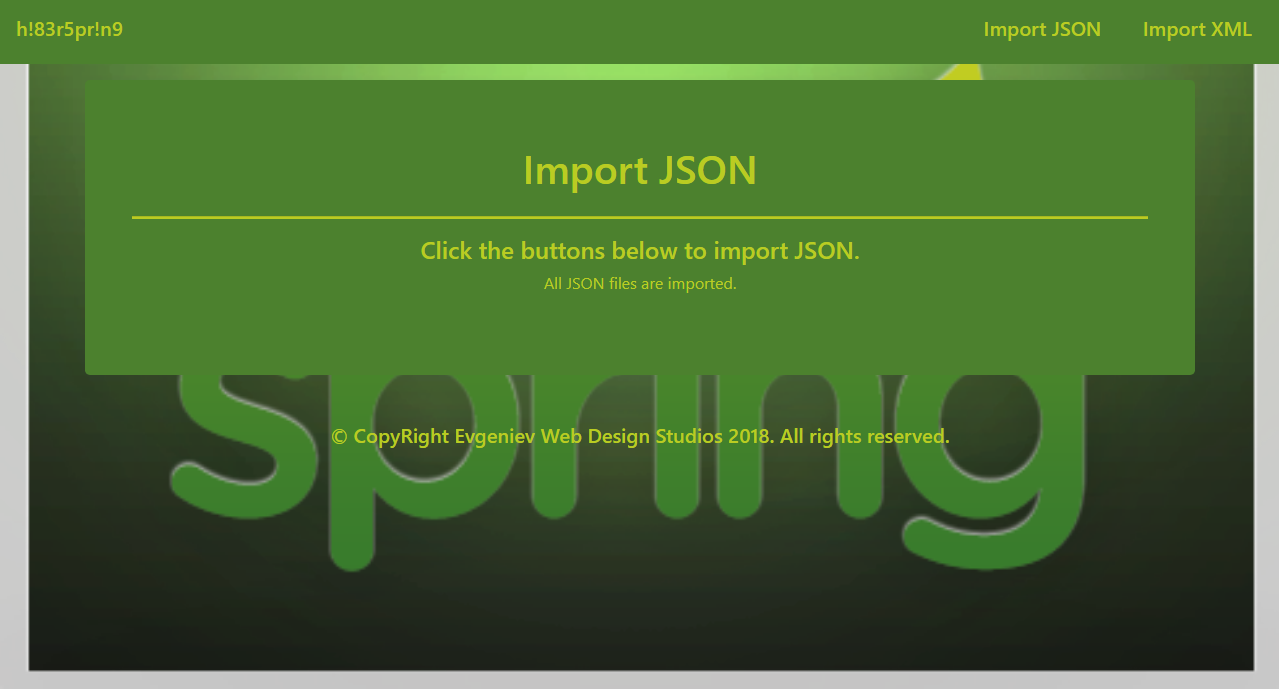 h!83r5pr!n9
Import JSON
Import XML
Import JSON
Click the buttons below to import JSON.
All JSON files are imported.
spring
© CopyRight Evgeniev Web Design Studios 2018. All rights reserved.